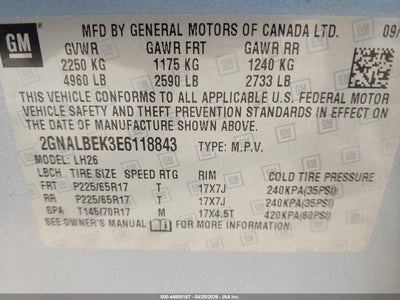 GM
MFD BY GENERAL MOTORS OF CANADA LTD. 09/
GVWR GAWR FRT GAWR RR
2250 KG 1175 KG 1240 KG
4960 LB 2590 LB 2733 LB
THIS VEHICLE CONFORMS TO ALL APPLICABLE U.S. FEDERAL MOTOR
VEHICLE SAFETY AND THEFT PREVENTION STANDARDS IN EFFECT ON
DATE OF MANUFACTURE SHOWN ABOVE.
2GNALBEK3E6118843 TYPE: M.P.V.
MODEL: LH26
LBCH TIRE SIZE SPEED RTG RIM COLD TIRE PRESSURE
FRT P225/65R17 T 17X7J 240KPA(35PSI)
RR P225/65R17 T 17X7J 240KPA(35PSI)
SPA T145/70R17 M 17X4.5T 420KPA(60PSI)
SEE OWNER'S MANUAL FOR MORE INFORMATION.